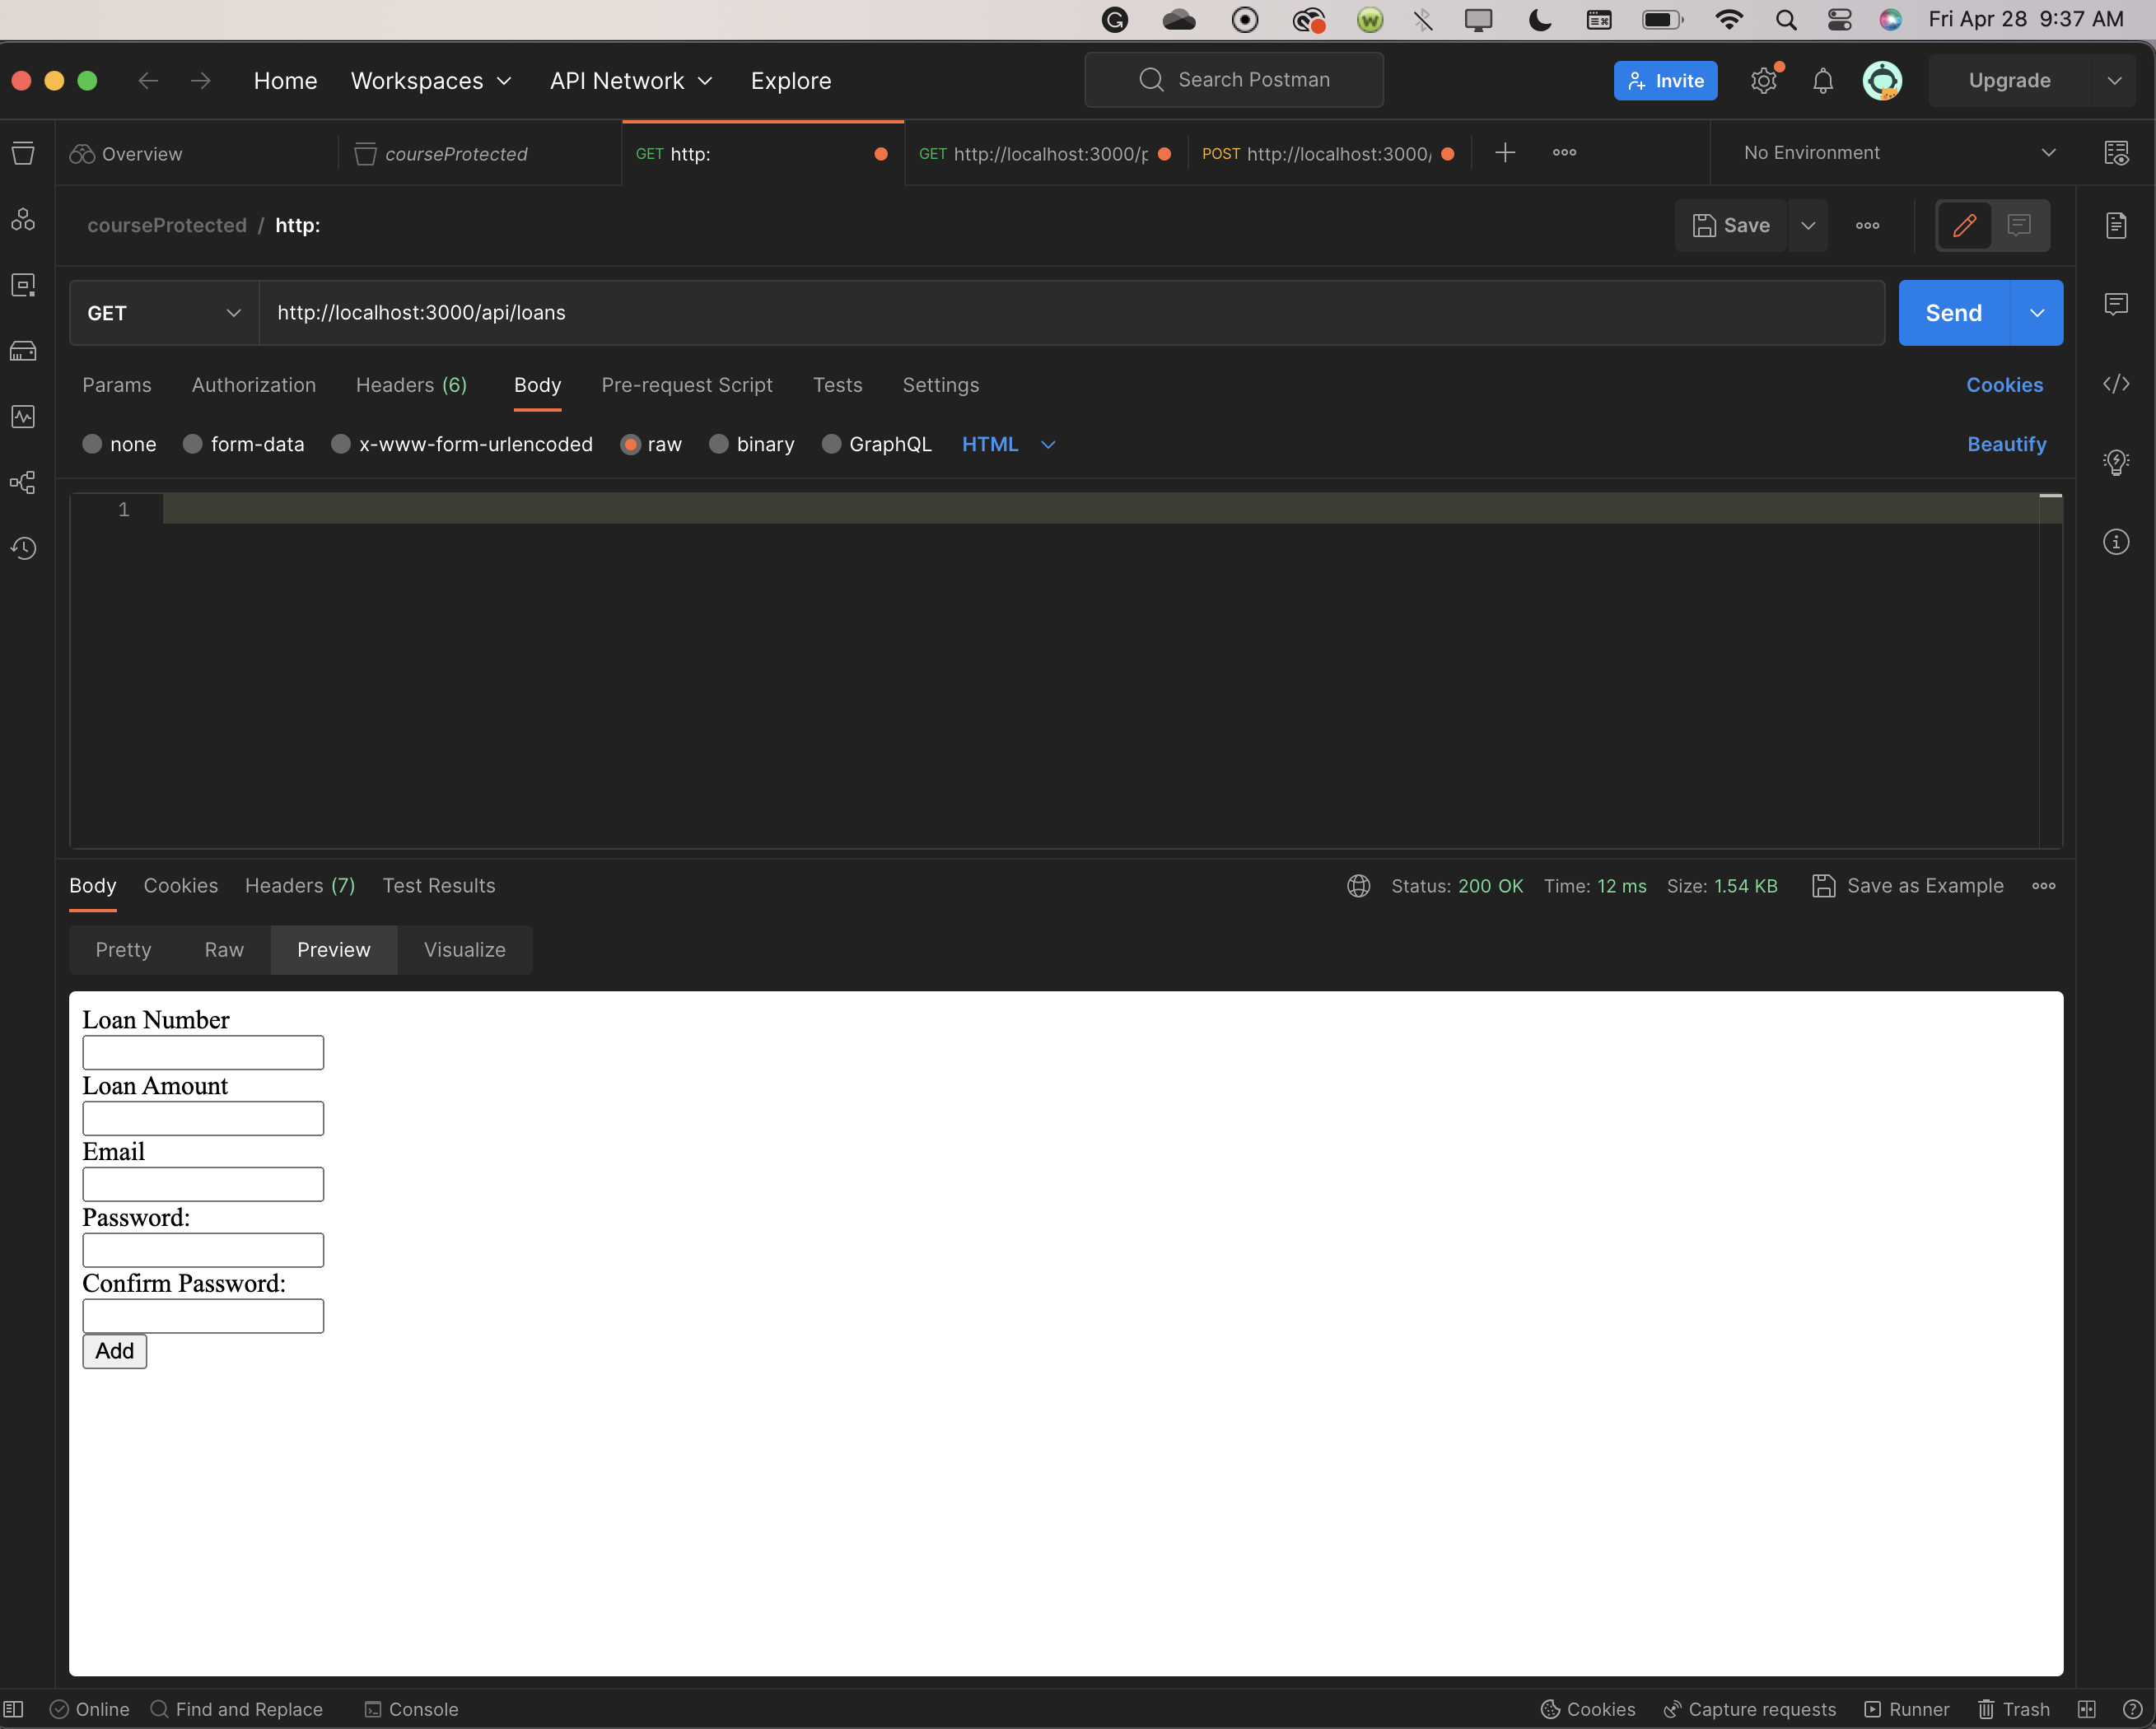 Fri Apr 28 9:37 AM
Home Workspaces API Network Explore Search Postman Invite Upgrade
Overview courseProtected GET http: GET http://localhost:3000/p POST http://localhost:3000/ No Environment
courseProtected / http: Save
GET http://localhost:3000/api/loans Send
Params Authorization Headers (6) Body Pre-request Script Tests Settings Cookies
none form-data x-www-form-urlencoded raw binary GraphQL HTML Beautify
1
Body Cookies Headers (7) Test Results Status: 200 OK Time: 12 ms Size: 1.54 KB Save as Example
Pretty Raw Preview Visualize
Loan Number
Loan Amount
Email
Password:
Confirm Password:
Add
Online Find and Replace Console Cookies Capture requests Runner Trash